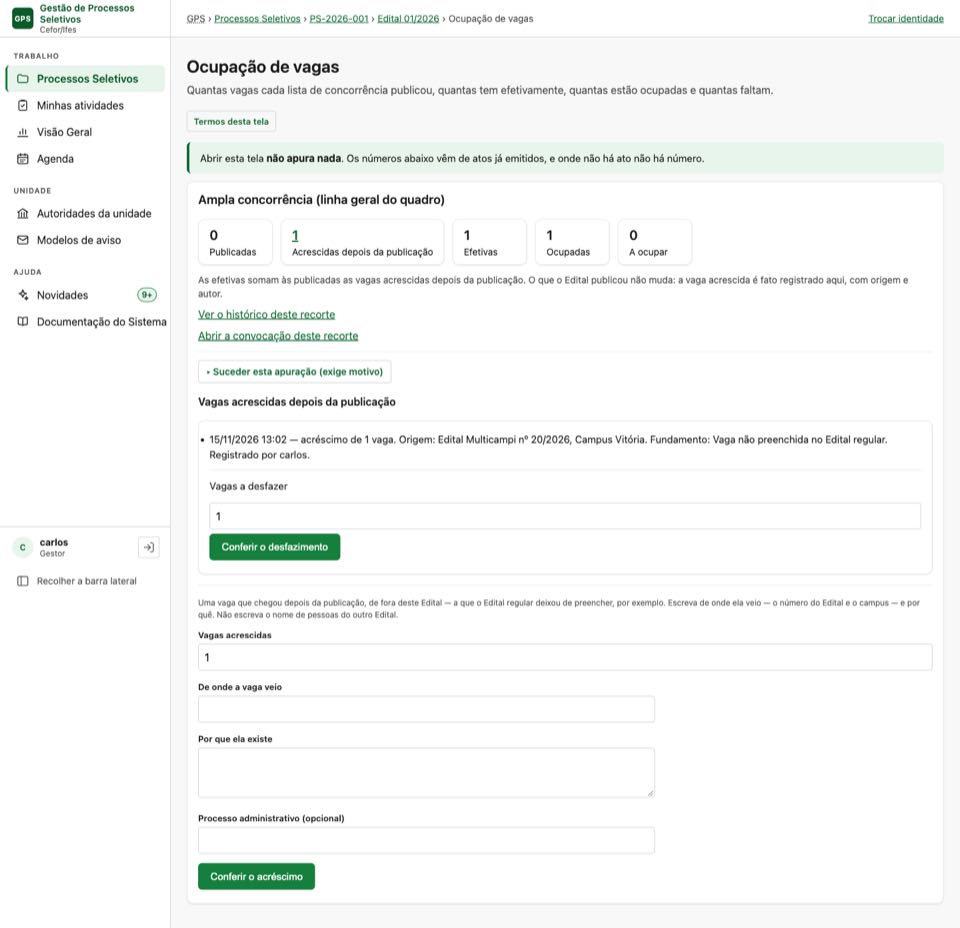 GPS
Gestão de Processos
Seletivos
Cefor/Ifes
GPS › Processos Seletivos › PS-2026-001 › Edital 01/2026 › Ocupação de vagas
Trocar identidade
TRABALHO
Processos Seletivos
Minhas atividades
Visão Geral
Agenda
UNIDADE
Autoridades da unidade
Modelos de aviso
AJUDA
Novidades
9+
Documentação do Sistema
C
carlos
Gestor
Recolher a barra lateral
Ocupação de vagas
Quantas vagas cada lista de concorrência publicou, quantas tem efetivamente, quantas estão ocupadas e quantas faltam.
Termos desta tela
Abrir esta tela não apura nada. Os números abaixo vêm de atos já emitidos, e onde não há ato não há número.
Ampla concorrência (linha geral do quadro)
0
Publicadas
1
Acrescidas depois da publicação
1
Efetivas
1
Ocupadas
0
A ocupar
As efetivas somam às publicadas as vagas acrescidas depois da publicação. O que o Edital publicou não muda: a vaga acrescida é fato registrado aqui, com origem e
autor.
Ver o histórico deste recorte
Abrir a convocação deste recorte
▸ Suceder esta apuração (exige motivo)
Vagas acrescidas depois da publicação
• 15/11/2026 13:02 — acréscimo de 1 vaga. Origem: Edital Multicampi nº 20/2026, Campus Vitória. Fundamento: Vaga não preenchida no Edital regular.
Registrado por carlos.
Vagas a desfazer
1
Conferir o desfazimento
Uma vaga que chegou depois da publicação, de fora deste Edital — a que o Edital regular deixou de preencher, por exemplo. Escreva de onde ela veio — o número do Edital e o campus — e por
quê. Não escreva o nome de pessoas do outro Edital.
Vagas acrescidas
1
De onde a vaga veio
Por que ela existe
Processo administrativo (opcional)
Conferir o acréscimo